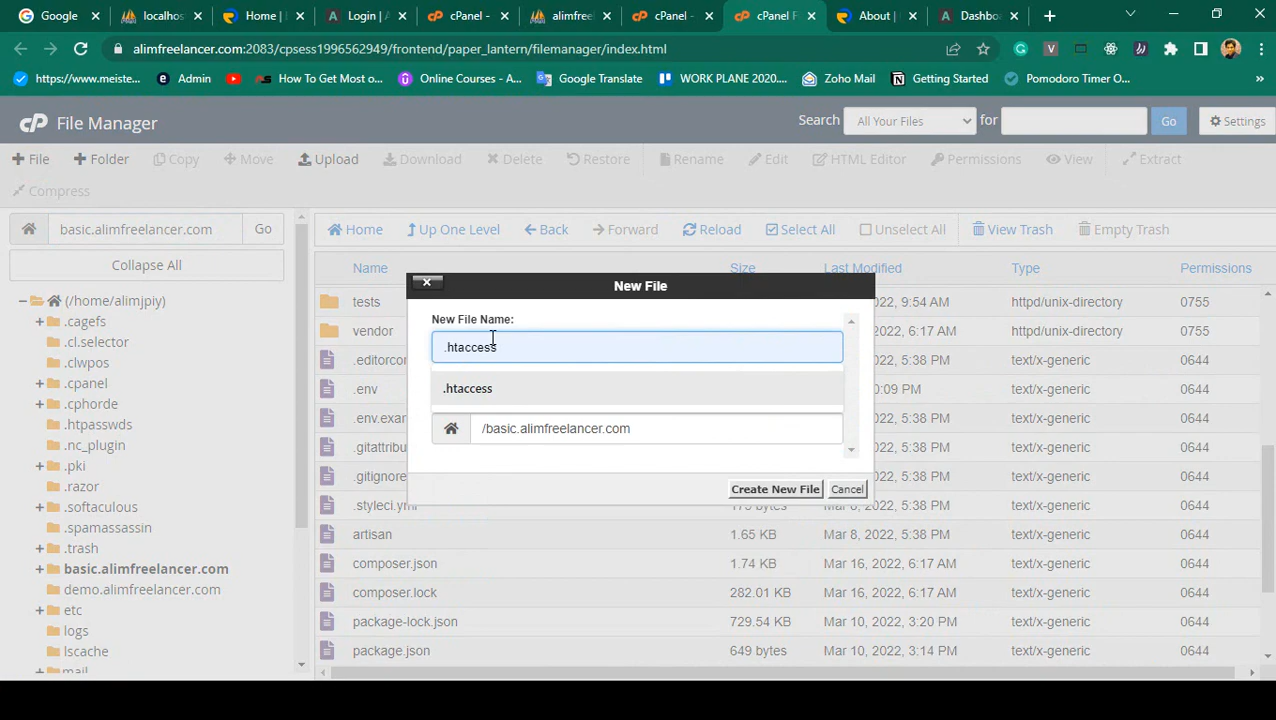 Google
localhos
Home |
Login | A
cPanel -
alimfree
cPanel -
cPanel F
About |
Dashbo
alimfreelancer.com:2083/cpsess1996562949/frontend/paper_lantern/filemanager/index.html
https://www.meiste...
Admin
How To Get Most o...
Online Courses - A...
Google Translate
WORK PLANE 2020....
Zoho Mail
Getting Started
Pomodoro Timer O...
»
cP File Manager
Search All Your Files for Go Settings
File
Folder
Copy
Move
Upload
Download
Delete
Restore
Rename
Edit
HTML Editor
Permissions
View
Extract
Compress
basic.alimfreelancer.com Go
Home
Up One Level
Back
Forward
Reload
Select All
Unselect All
View Trash
Empty Trash
Collapse All
(/home/alimjpiy)
.cagefs
.cl.selector
.clwpos
.cpanel
.cphorde
.htpasswds
.nc_plugin
.pki
.razor
.softaculous
.spamassassin
.trash
basic.alimfreelancer.com
demo.alimfreelancer.com
etc
logs
lscache
mail
Name Size Last Modified Type Permissions
tests 2022, 9:54 AM httpd/unix-directory 0755
vendor 2022, 6:17 AM httpd/unix-directory 0755
.editorcor 2022, 5:38 PM text/x-generic 0644
.env :09 PM text/x-generic 0644
.env.exam 2022, 5:38 PM text/x-generic 0644
.gitattribu 2022, 5:38 PM text/x-generic 0644
.gitignore 2022, 5:38 PM text/x-generic 0644
.styleci.yml 175 bytes Mar 8, 2022, 5:38 PM text/x-generic 0644
artisan 1.65 KB Mar 8, 2022, 5:38 PM text/x-generic 0644
composer.json 1.74 KB Mar 16, 2022, 6:17 AM text/x-generic 0644
composer.lock 282.01 KB Mar 16, 2022, 6:17 AM text/x-generic 0644
package-lock.json 729.54 KB Mar 10, 2022, 3:20 PM text/x-generic 0644
package.json 649 bytes Mar 10, 2022, 3:14 PM text/x-generic 0644
New File
New File Name:
.htaccess
.htaccess
/basic.alimfreelancer.com
Create New File
Cancel